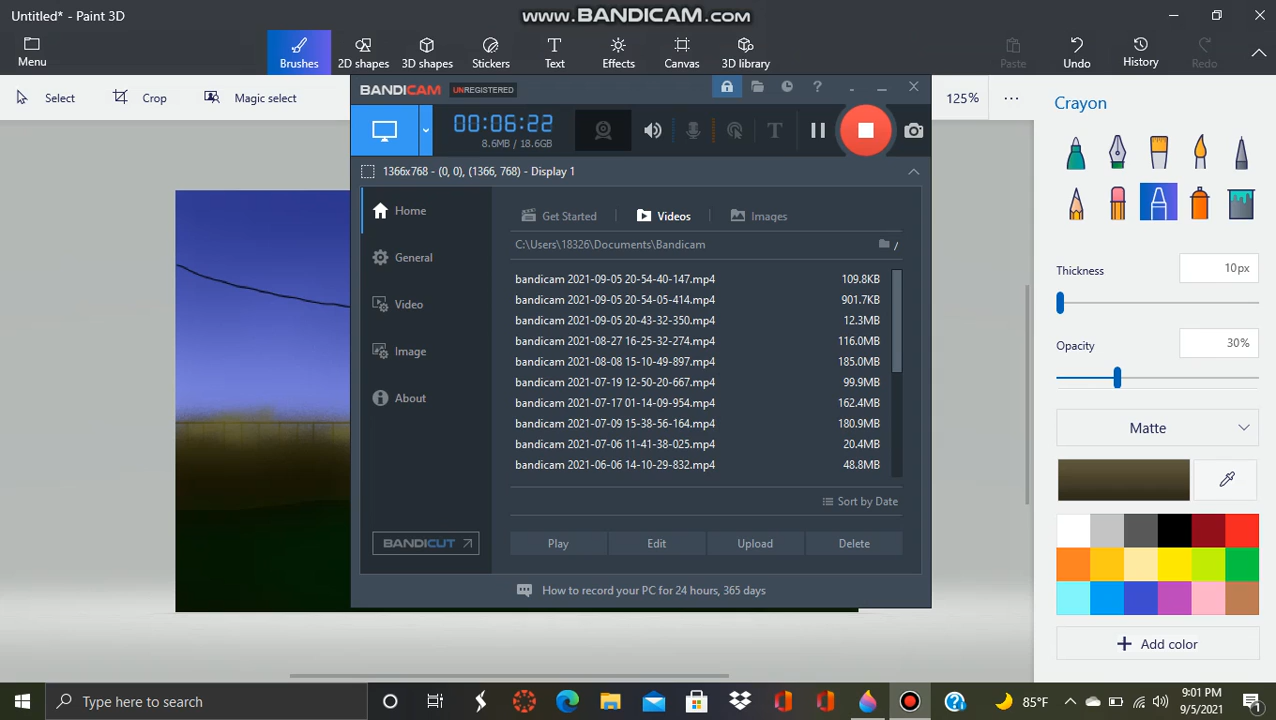 Untitled* - Paint 3D
www.BANDICAM.com
Menu
Brushes
2D shapes
3D shapes
Stickers
Text
Effects
Canvas
3D library
Paste
Undo
History
Redo
Select
Crop
Magic select
125%
Crayon
BANDICAM UNREGISTERED
00:06:22
8.6MB / 18.6GB
1366x768 - (0, 0), (1366, 768) - Display 1
Home
General
Video
Image
About
BANDICUT
Get Started
Videos
Images
C:\Users\18326\Documents\Bandicam
/
bandicam 2021-09-05 20-54-40-147.mp4 109.8KB
bandicam 2021-09-05 20-54-05-414.mp4 901.7KB
bandicam 2021-09-05 20-43-32-350.mp4 12.3MB
bandicam 2021-08-27 16-25-32-274.mp4 116.0MB
bandicam 2021-08-08 15-10-49-897.mp4 185.0MB
bandicam 2021-07-19 12-50-20-667.mp4 99.9MB
bandicam 2021-07-17 01-14-09-954.mp4 162.4MB
bandicam 2021-07-09 15-38-56-164.mp4 180.9MB
bandicam 2021-07-06 11-41-38-025.mp4 20.4MB
bandicam 2021-06-06 14-10-29-832.mp4 48.8MB
Sort by Date
Play
Edit
Upload
Delete
How to record your PC for 24 hours, 365 days
Thickness
10px
Opacity
30%
Matte
+ Add color
Type here to search
85°F
9:01 PM
9/5/2021
1